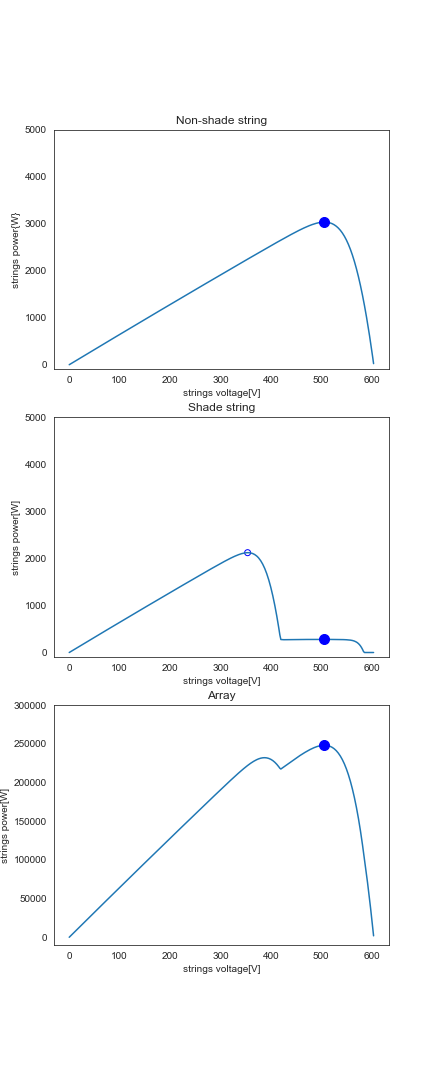 Non-shade string
5000
4000
3000
2000
1000
0
strings power{W}
0 100 200 300 400 500 600
strings voltage[V]
Shade string
5000
4000
3000
2000
1000
0
strings power[W]
0 100 200 300 400 500 600
strings voltage[V]
Array
300000
250000
200000
150000
100000
50000
0
strings power[W]
0 100 200 300 400 500 600
strings voltage[V]